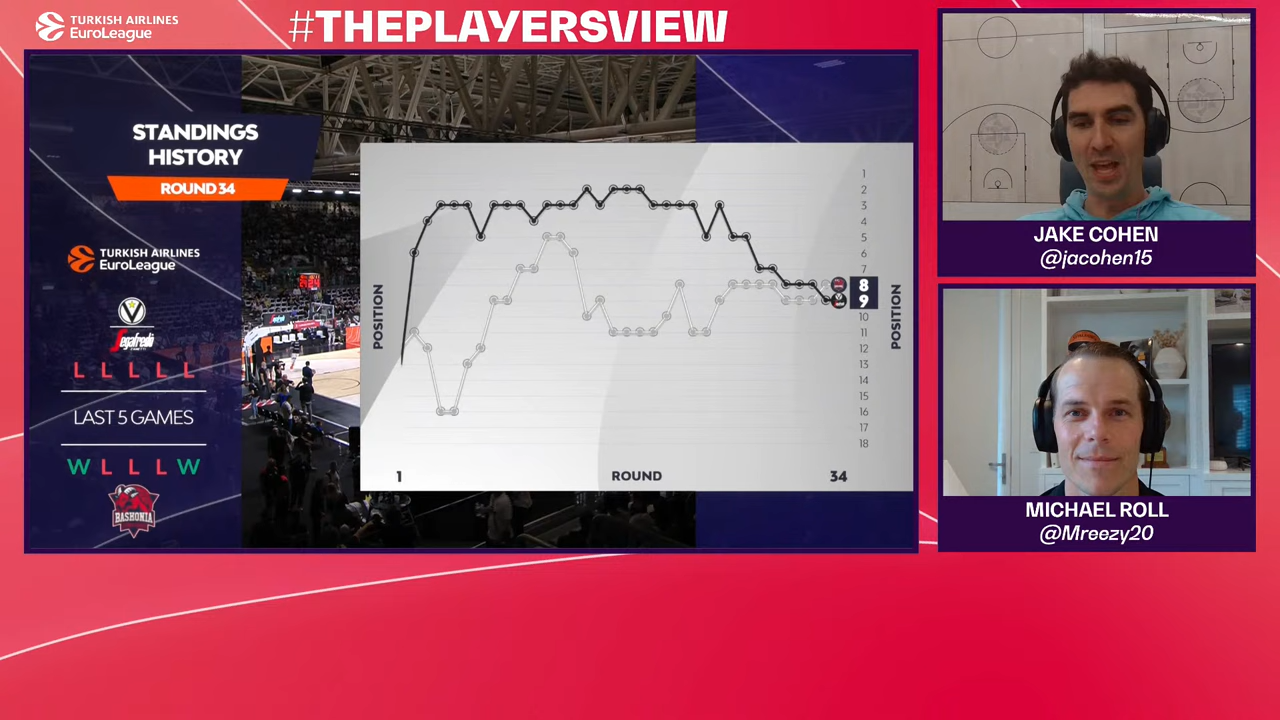 TURKISH AIRLINES
EuroLeague
#THEPLAYERSVIEW
STANDINGS
HISTORY
ROUND 34
TURKISH AIRLINES
EuroLeague
Segafredo
L L L L L
LAST 5 GAMES
W L L L W
BASKONIA
POSITION
1
2
3
4
5
6
7
8
9
10
11
12
13
14
15
16
17
18
POSITION
1
ROUND
34
JAKE COHEN
@jacohen15
MICHAEL ROLL
@Mreezy20